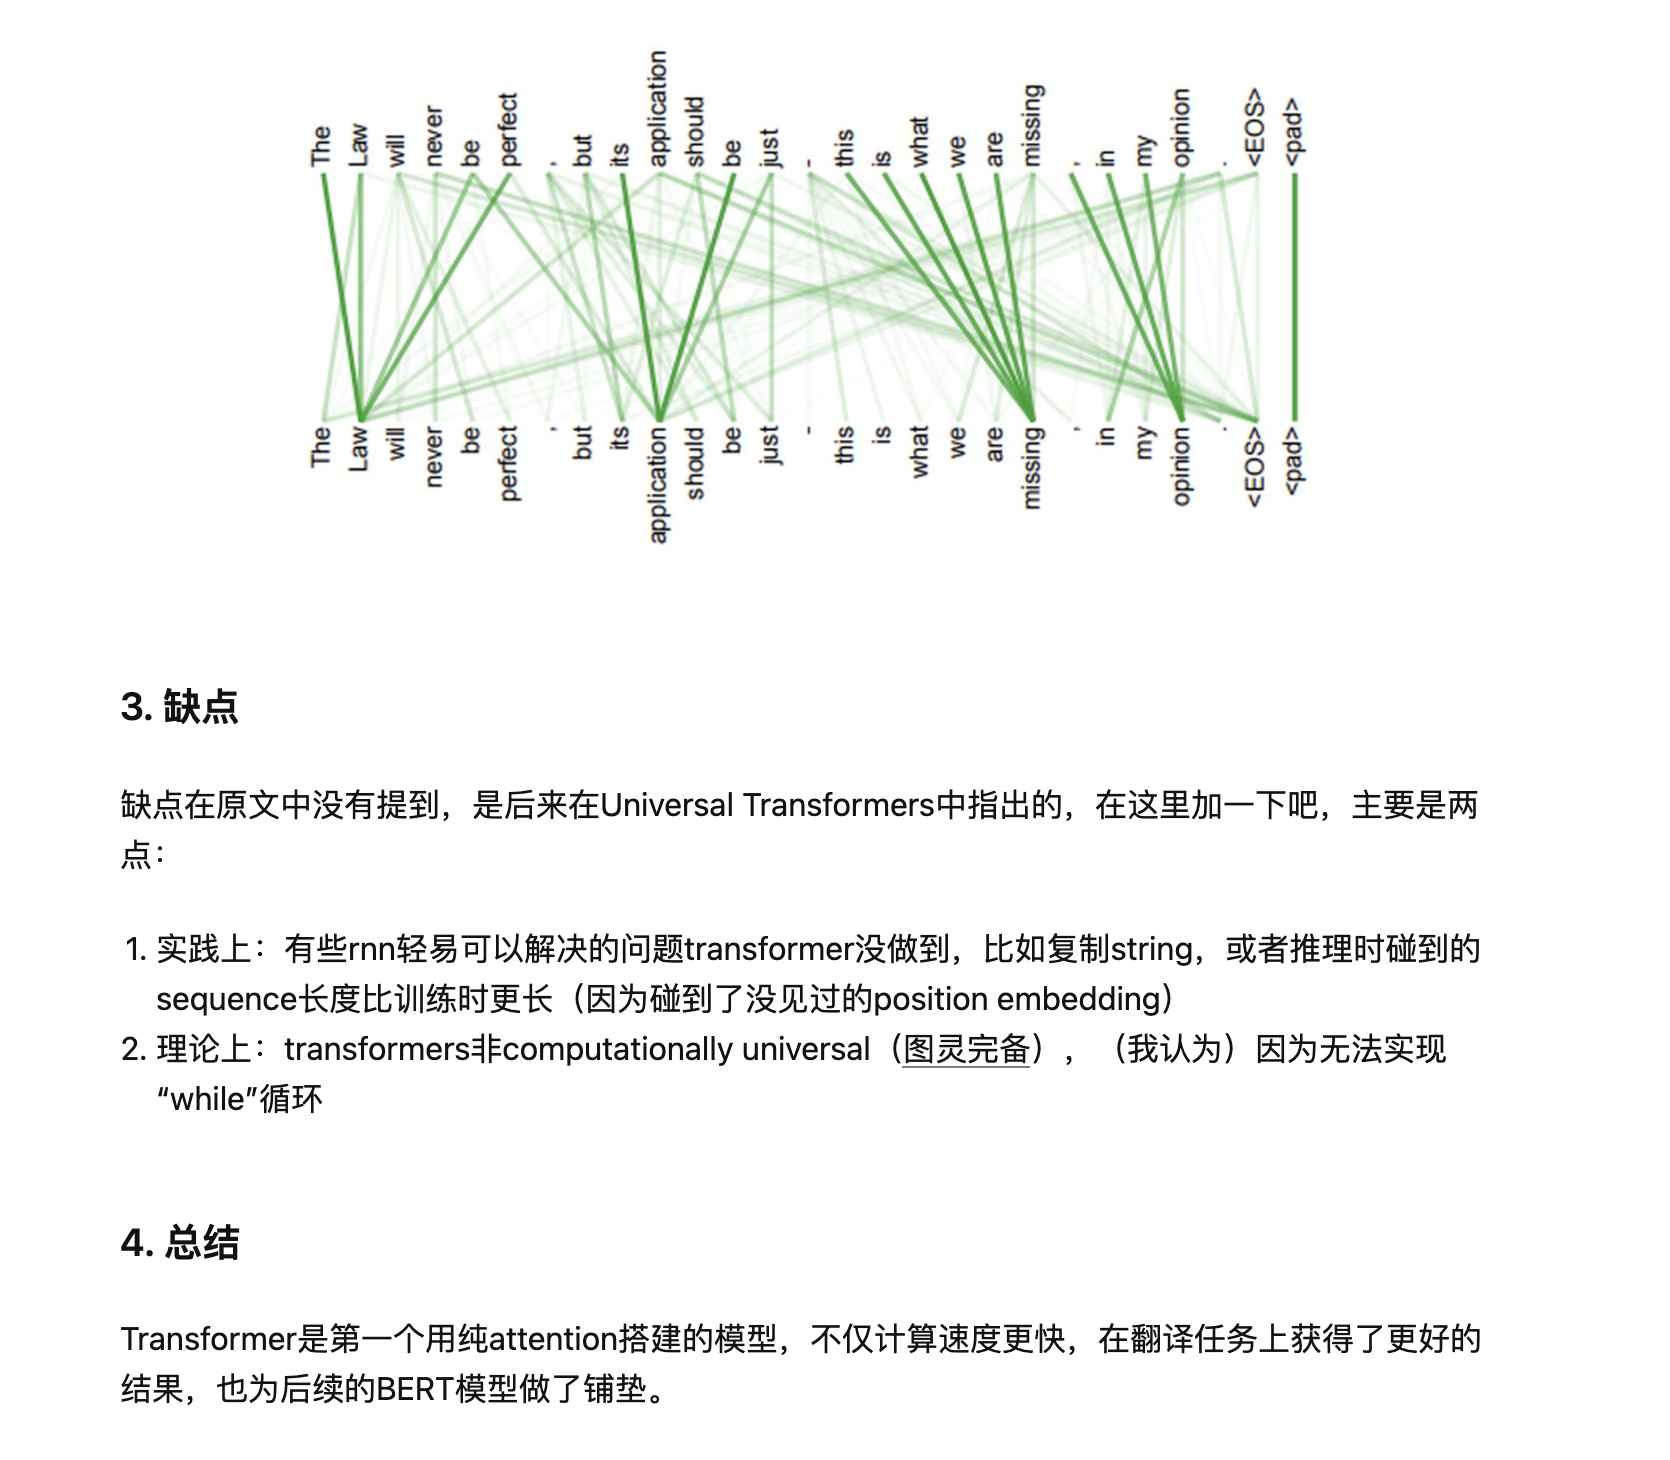 The Law will never be perfect , but its application should be just - this is what we are missing , in my opinion . <EOS> <pad>
The Law will never be perfect , but its application should be just - this is what we are missing , in my opinion . <EOS> <pad>
3. 缺点
缺点在原文中没有提到，是后来在Universal Transformers中指出的，在这里加一下吧，主要是两
点：
1. 实践上：有些rnn轻易可以解决的问题transformer没做到，比如复制string，或者推理时碰到的
sequence长度比训练时更长（因为碰到了没见过的position embedding）
2. 理论上：transformers非computationally universal（图灵完备），（我认为）因为无法实现
“while”循环
4. 总结
Transformer是第一个用纯attention搭建的模型，不仅计算速度更快，在翻译任务上获得了更好的
结果，也为后续的BERT模型做了铺垫。